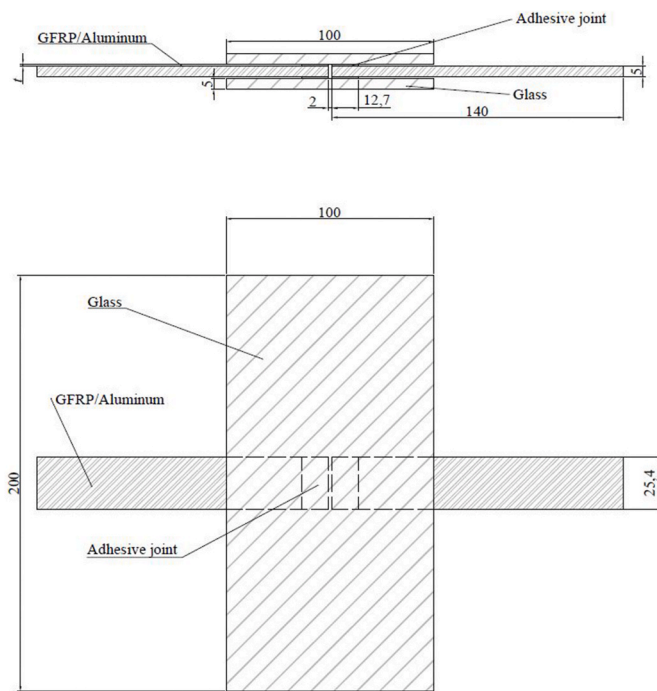 Adhesive joint
GFRP/Aluminum
100
t
5
5
2
12,7
Glass
140
100
Glass
GFRP/Aluminum
200
25,4
Adhesive joint